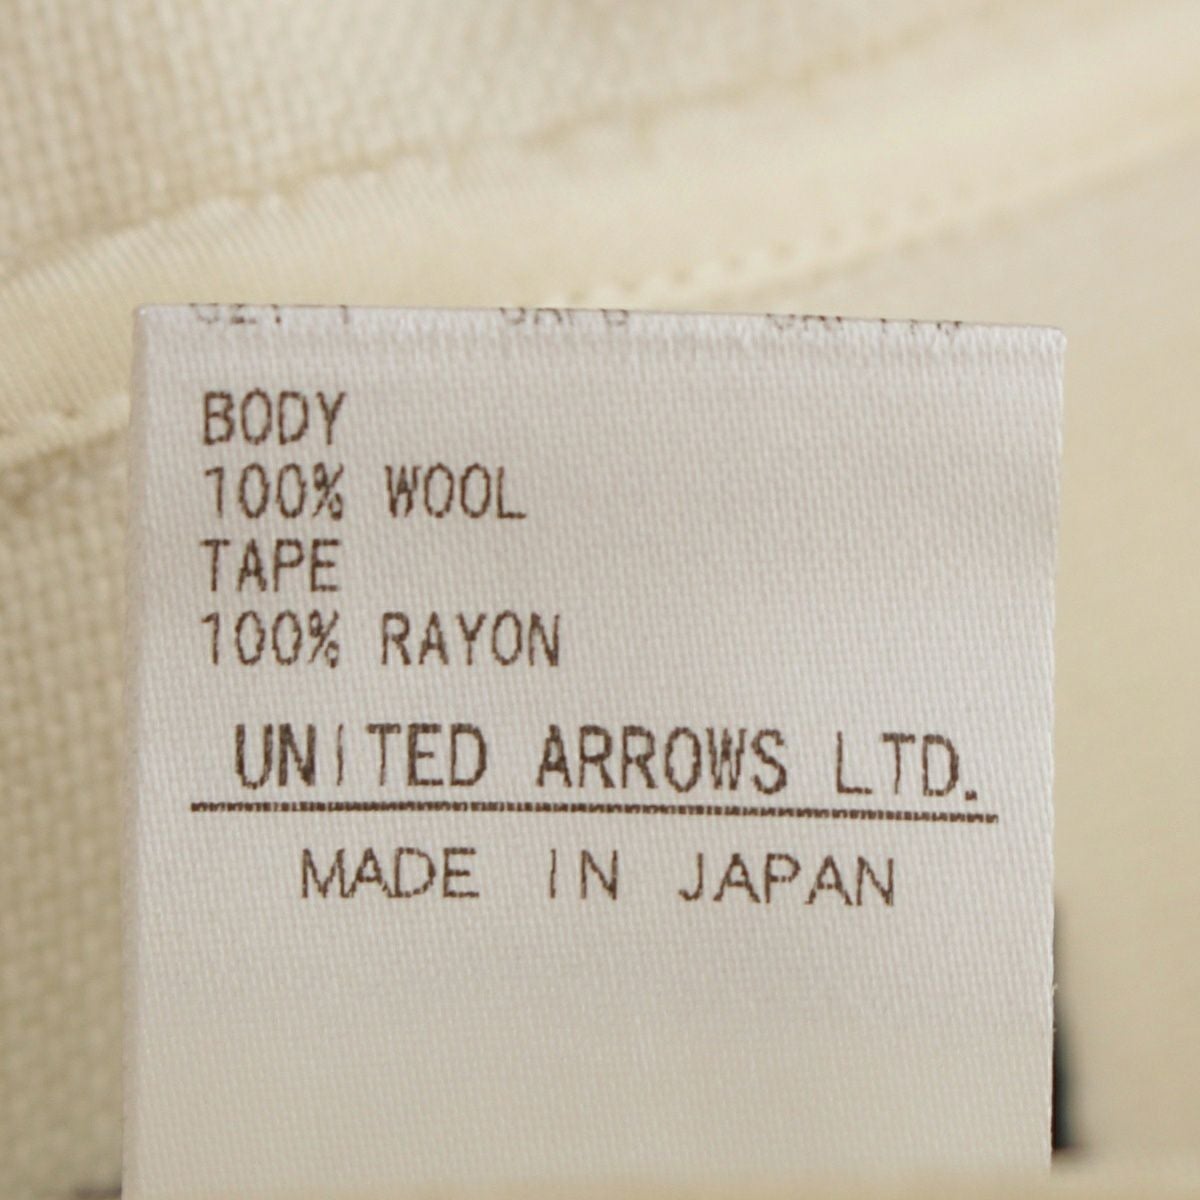 BODY
100% WOOL
TAPE
100% RAYON
UNITED ARROWS LTD.
MADE IN JAPAN